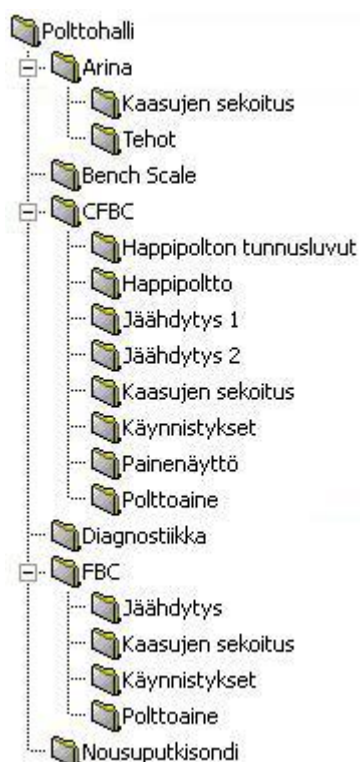 Polttohalli
Arina
Kaasujen sekoitus
Tehot
Bench Scale
CFBC
Happipolton tunnusluvut
Happipoltto
Jäähdytys 1
Jäähdytys 2
Kaasujen sekoitus
Käynnistykset
Painenäyttö
Polttoaine
Diagnostiikka
FBC
Jäähdytys
Kaasujen sekoitus
Käynnistykset
Polttoaine
Nousuputkisondi